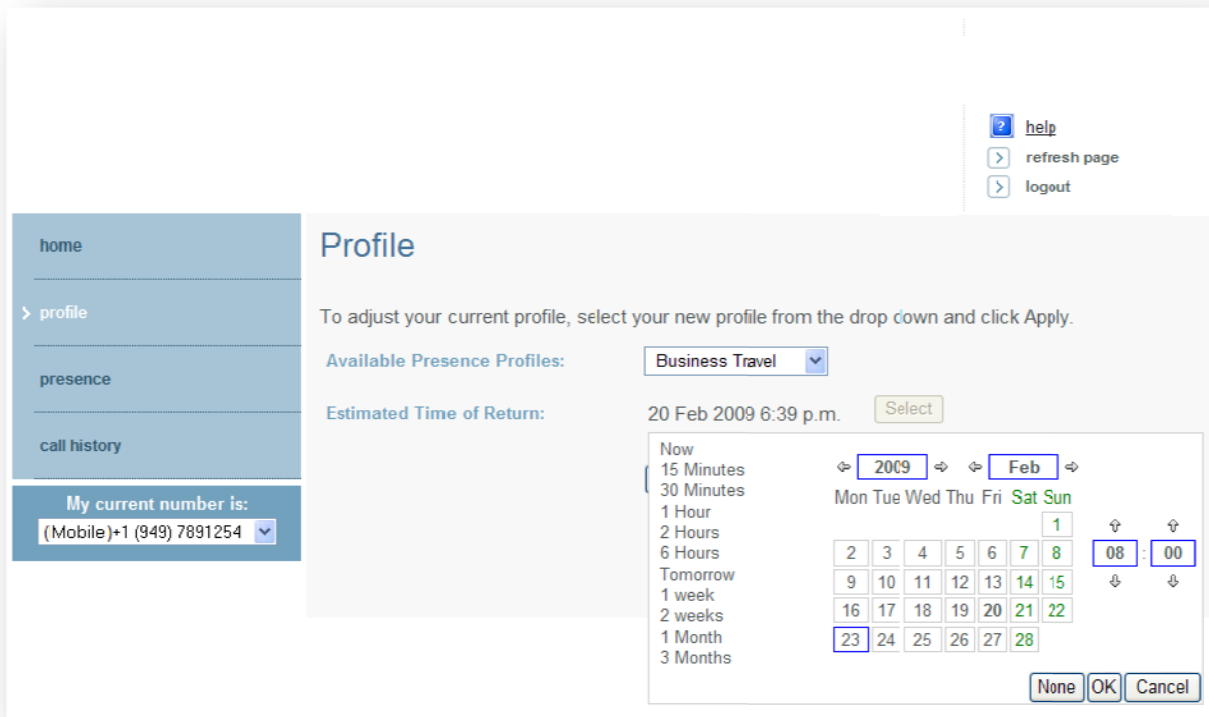 help
refresh page
logout
home
profile
presence
call history
My current number is:
(Mobile)+1 (949) 7891254
Profile
To adjust your current profile, select your new profile from the drop down and click Apply.
Available Presence Profiles: Business Travel
Estimated Time of Return: 20 Feb 2009 6:39 p.m. Select
Now
15 Minutes
30 Minutes
1 Hour
2 Hours
6 Hours
Tomorrow
1 week
2 weeks
1 Month
3 Months
2009 Feb
Mon Tue Wed Thu Fri Sat Sun
1
2 3 4 5 6 7 8
9 10 11 12 13 14 15
16 17 18 19 20 21 22
23 24 25 26 27 28
08 : 00
None OK Cancel